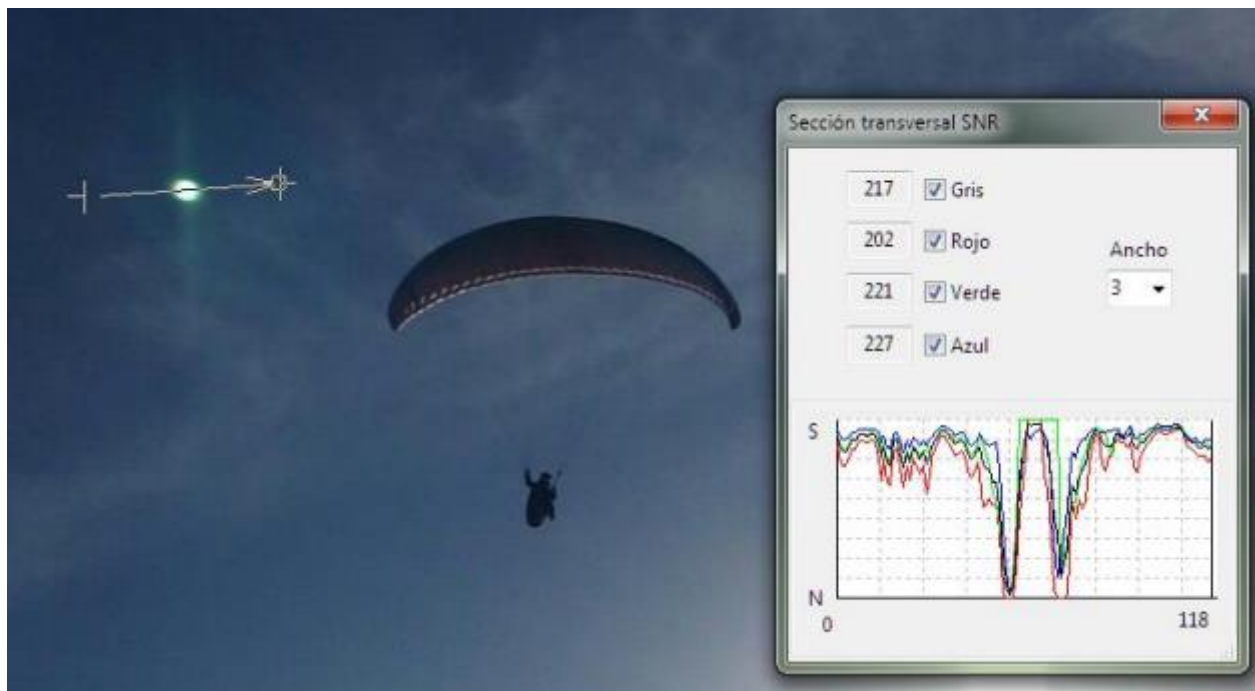 Sección transversal SNR
217 Gris
202 Rojo
Ancho
221 Verde
3
227 Azul
S
N
0
118